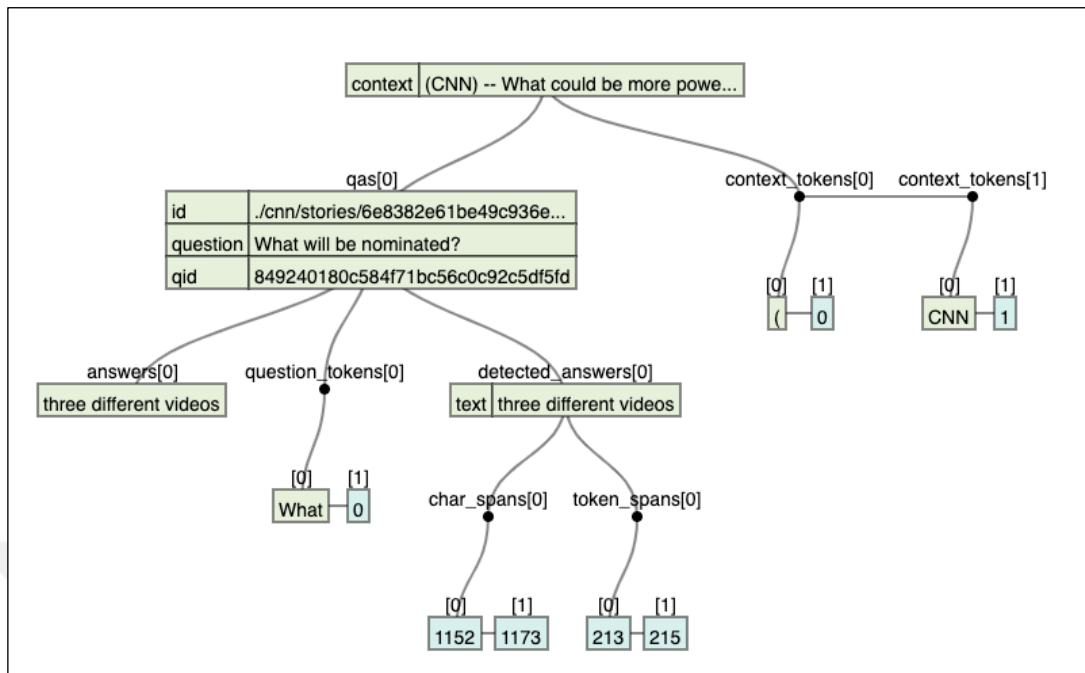 context (CNN) -- What could be more powe...
qas[0]
context_tokens[0] context_tokens[1]
id ./cnn/stories/6e8382e61be49c936e...
question What will be nominated?
qid 849240180c584f71bc56c0c92c5df5fd
[0] [1] [0] [1]
( 0 CNN 1
answers[0] question_tokens[0] detected_answers[0]
three different videos
text three different videos
[0] [1]
What 0
char_spans[0] token_spans[0]
[0] [1] [0] [1]
1152 1173 213 215